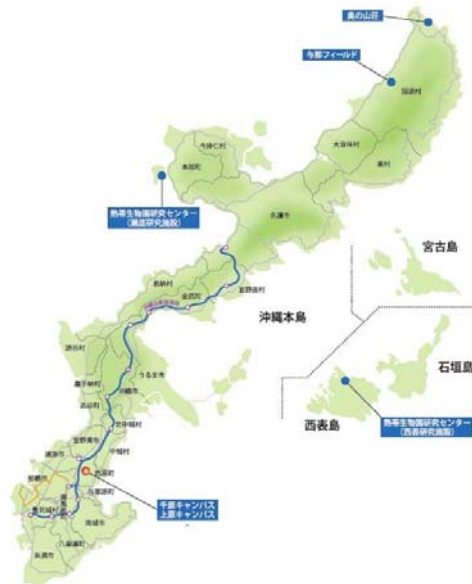 奥の山荘
与那フィールド
国頭村
大宜味村
東村
今帰仁村
本部町
名護市
熱帯生物圏研究センター
(瀬底研究施設)
宮古島
恩納村
金武町
宜野座村
沖縄本島
読谷村
うるま市
石垣島
嘉手納町
沖縄市
北谷町
熱帯生物圏研究センター
(西表研究施設)
西表島
北中城村
宜野湾市
中城村
浦添市
西原町
那覇市
与那原町
千原キャンパス
上原キャンパス
豊見城市
南城市
八重瀬町
糸満市